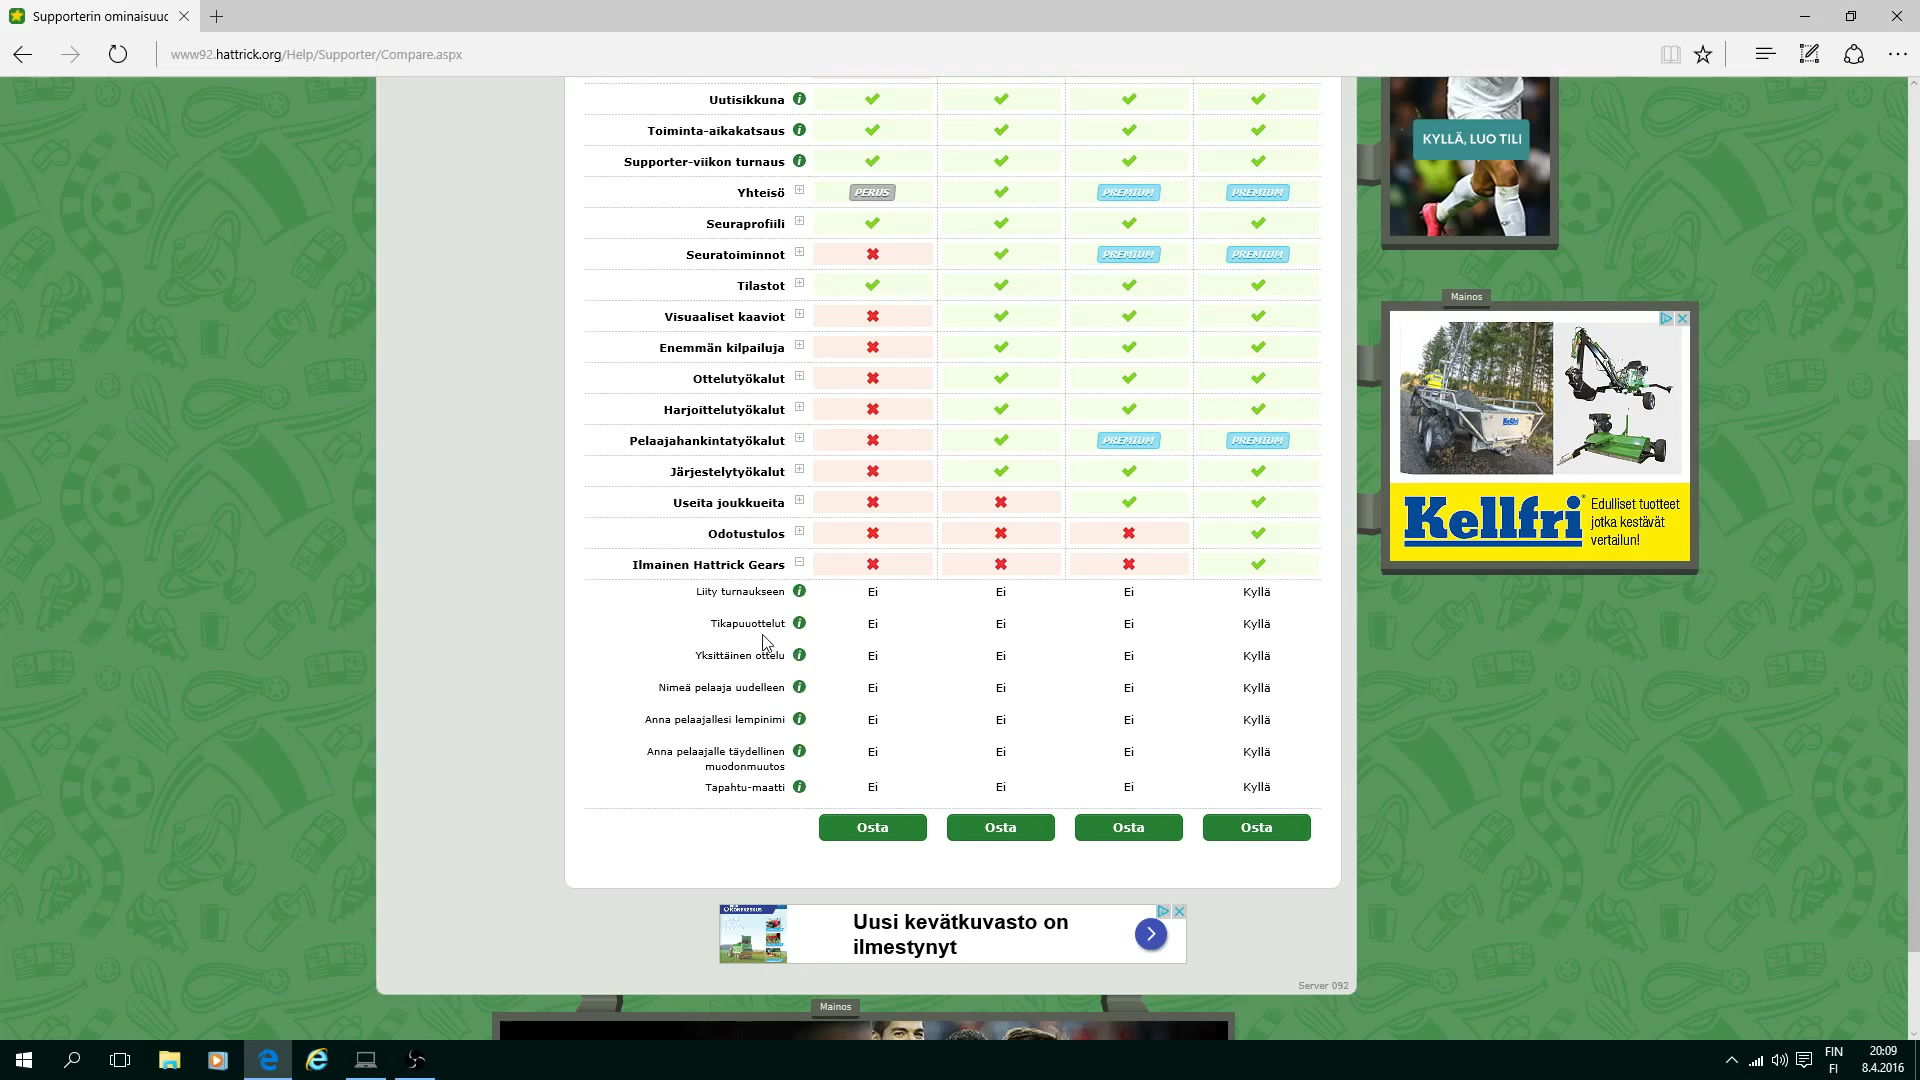 Supporterin ominaisuud
www92.hattrick.org/Help/Supporter/Compare.aspx
Uutisikkuna
Toiminta-aikakatsaus
Supporter-viikon turnaus
Yhteisö PERUS PREMIUM PREMIUM
Seuraprofiili
Seuratoiminnot PREMIUM PREMIUM
Tilastot
Visuaaliset kaaviot
Enemmän kilpailuja
Ottelutyökalut
Harjoittelutyökalut
Pelaajahankintatyökalut PREMIUM PREMIUM
Järjestelytyökalut
Useita joukkueita
Odotustulos
Ilmainen Hattrick Gears
Liity turnaukseen Ei Ei Ei Kyllä
Tikapuuottelut Ei Ei Ei Kyllä
Yksittäinen ottelu Ei Ei Ei Kyllä
Nimeä pelaaja uudelleen Ei Ei Ei Kyllä
Anna pelaajallesi lempinimi Ei Ei Ei Kyllä
Anna pelaajalle täydellinen Ei Ei Ei Kyllä
muodonmuutos
Tapahtu-maatti Ei Ei Ei Kyllä
Osta Osta Osta Osta
KYLLÄ, LUO TILI
Mainos
Kellfri
Edulliset tuotteet
jotka kestävät
vertailun!
KONEKESKUS
Uusi kevätkuvasto on
ilmestynyt
Server 092
Mainos
FIN
FI
20:09
8.4.2016